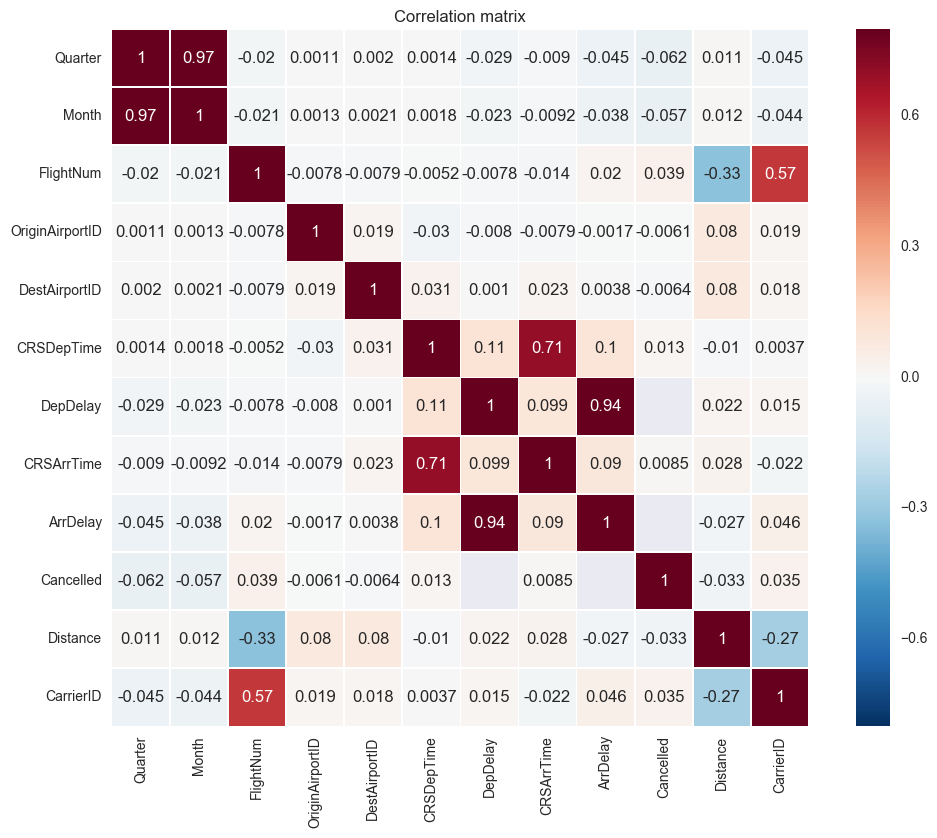 Correlation matrix
Quarter 1 0.97 -0.02 0.0011 0.002 0.0014 -0.029 -0.009 -0.045 -0.062 0.011 -0.045
Month 0.97 1 -0.021 0.0013 0.0021 0.0018 -0.023 -0.0092 -0.038 -0.057 0.012 -0.044
0.6
FlightNum -0.02 -0.021 1 -0.0078 -0.0079 -0.0052 -0.0078 -0.014 0.02 0.039 -0.33 0.57
OriginAirportID 0.0011 0.0013 -0.0078 1 0.019 -0.03 -0.008 -0.0079 -0.0017 -0.0061 0.08 0.019
0.3
DestAirportID 0.002 0.0021 -0.0079 0.019 1 0.031 0.001 0.023 0.0038 -0.0064 0.08 0.018
CRSDepTime 0.0014 0.0018 -0.0052 -0.03 0.031 1 0.11 0.71 0.1 0.013 -0.01 0.0037
0.0
DepDelay -0.029 -0.023 -0.0078 -0.008 0.001 0.11 1 0.099 0.94 0.022 0.015
CRSArrTime -0.009 -0.0092 -0.014 -0.0079 0.023 0.71 0.099 1 0.09 0.0085 0.028 -0.022
−0.3
ArrDelay -0.045 -0.038 0.02 -0.0017 0.0038 0.1 0.94 0.09 1 -0.027 0.046
Cancelled -0.062 -0.057 0.039 -0.0061 -0.0064 0.013 0.0085 1 -0.033 0.035
Distance 0.011 0.012 -0.33 0.08 0.08 -0.01 0.022 0.028 -0.027 -0.033 1 -0.27
−0.6
CarrierID -0.045 -0.044 0.57 0.019 0.018 0.0037 0.015 -0.022 0.046 0.035 -0.27 1
Quarter Month FlightNum OriginAirportID DestAirportID CRSDepTime DepDelay CRSArrTime ArrDelay Cancelled Distance CarrierID